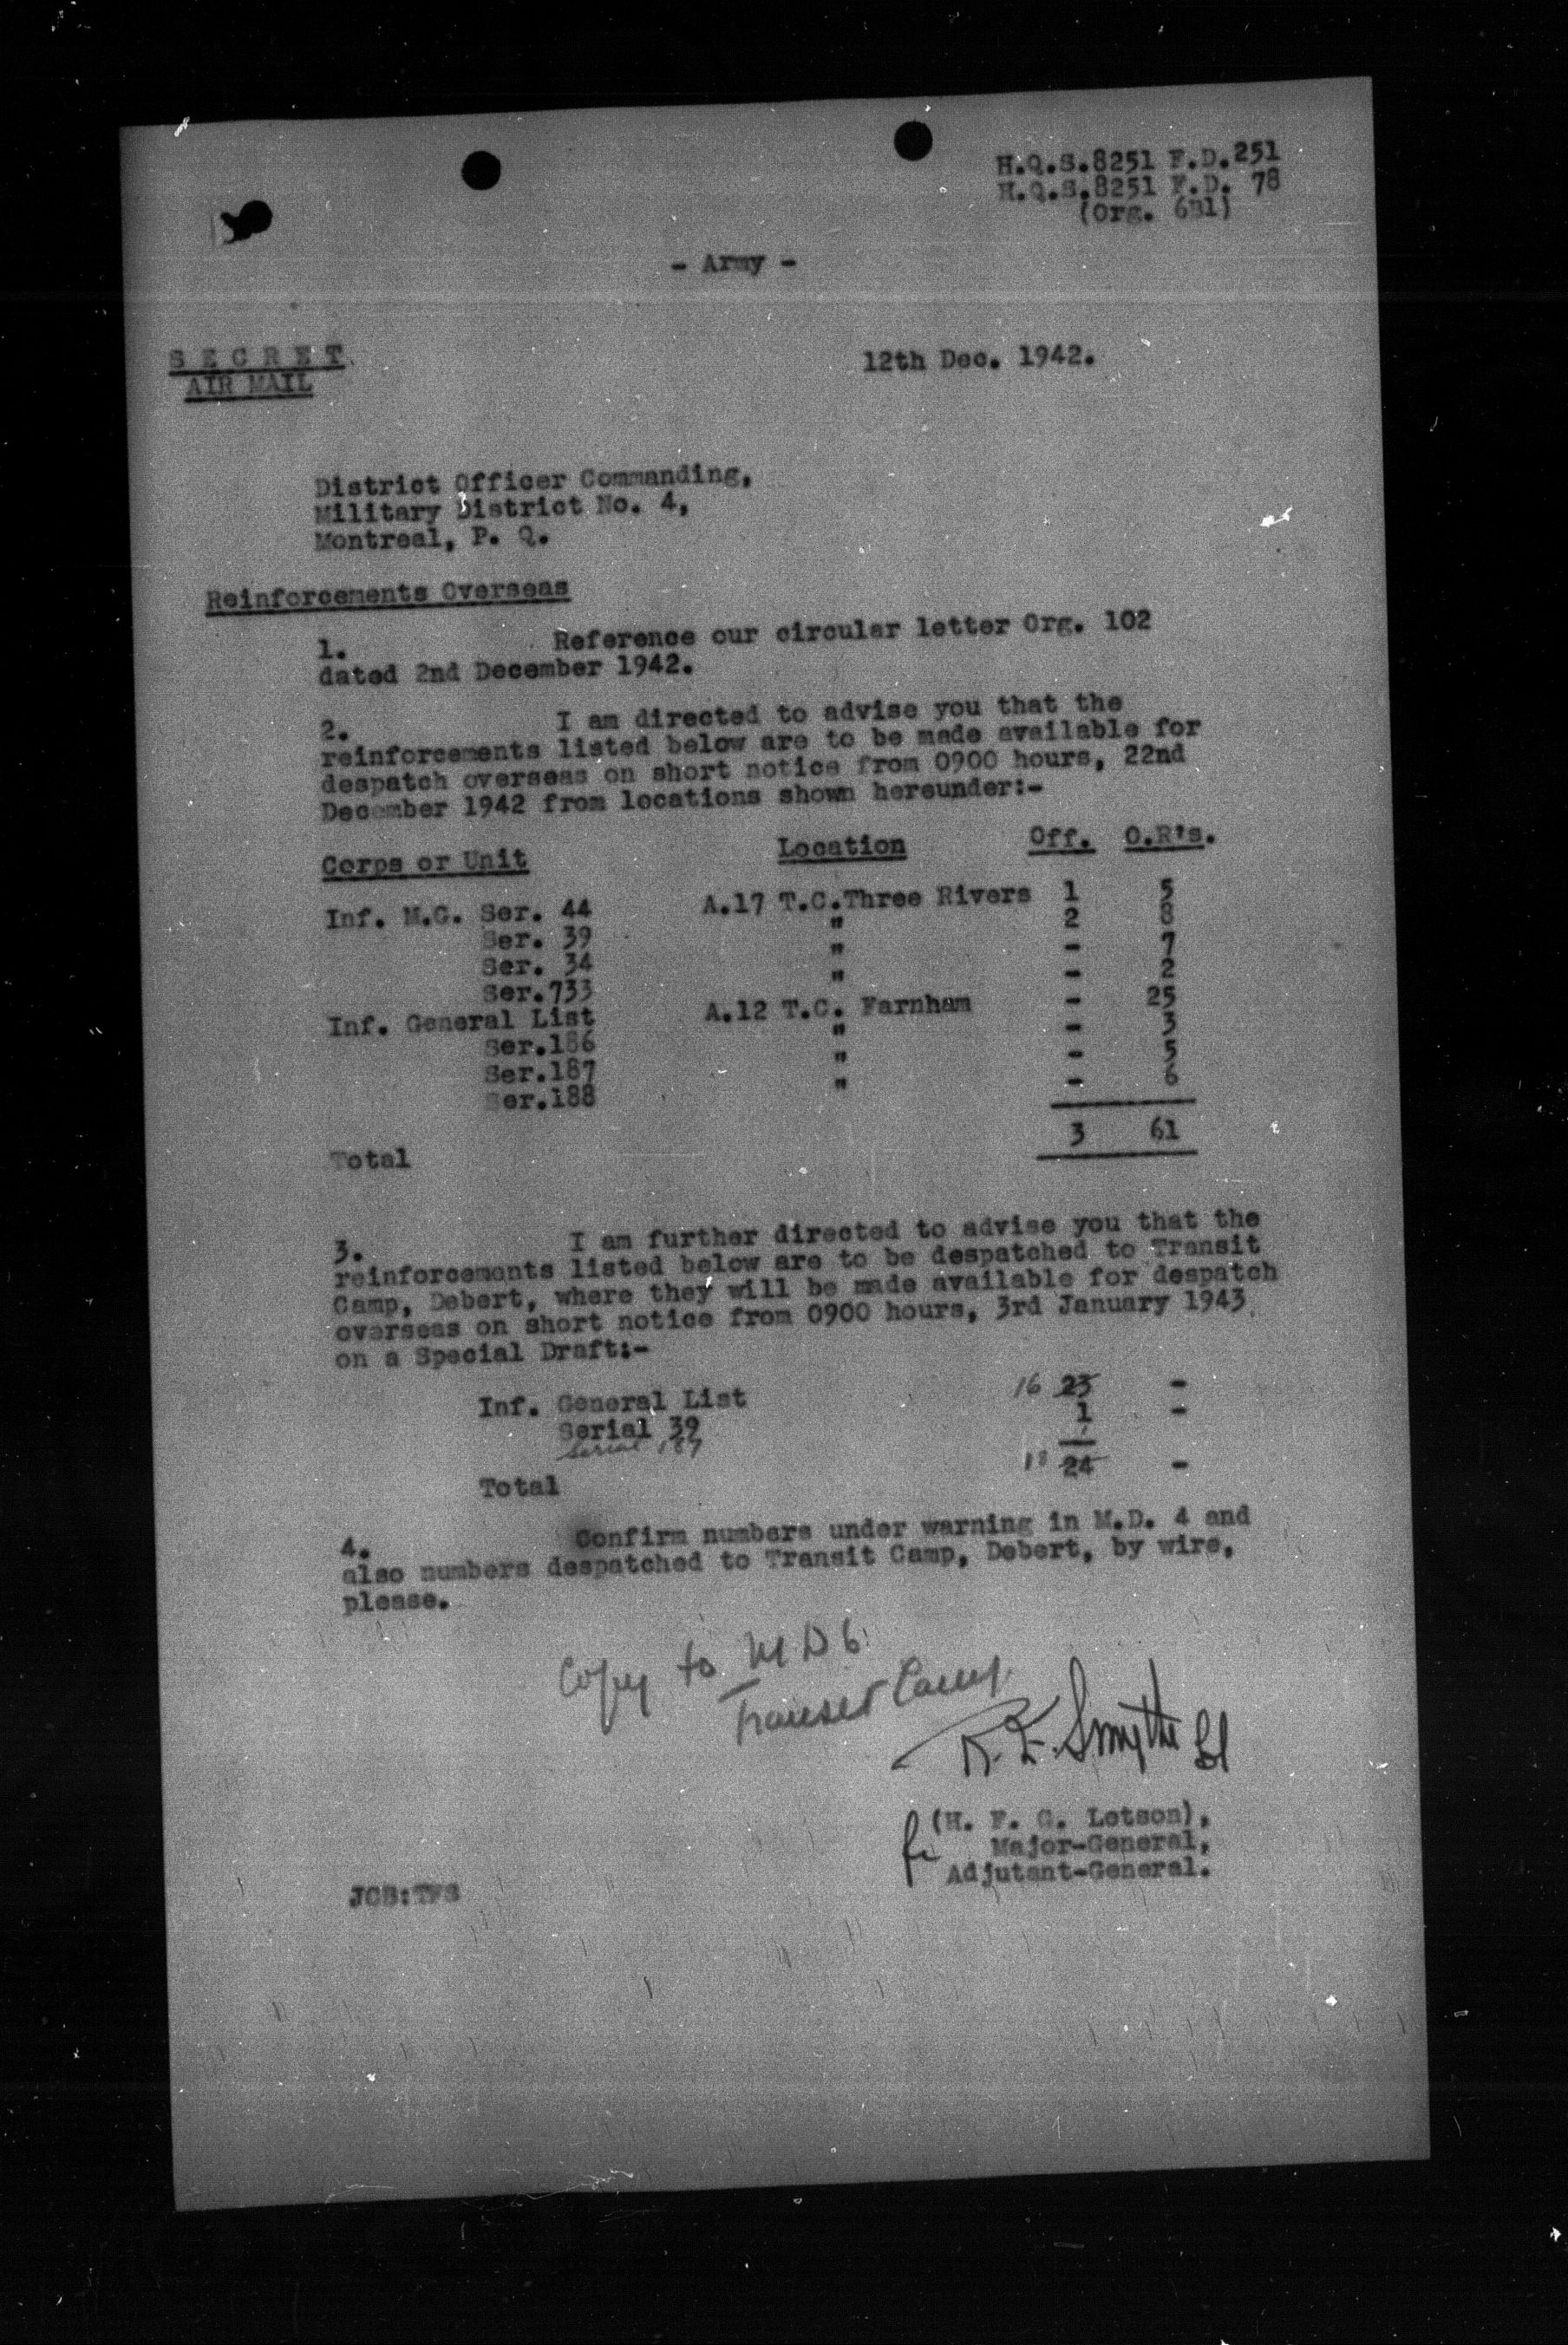 H.Q.S.8251 F.D.251
H.Q.S.8251 F.D. 78
(Org. 6B1)
- Army -
S E C R E T
AIR MAIL
12th Dec. 1942.
District Officer Commanding,
Military District No. 4,
Montreal, P. Q.
Reinforcements Overseas
1. Reference our circular letter Org. 102
dated 2nd December 1942.
2. I am directed to advise you that the
reinforcements listed below are to be made available for
despatch overseas on short notice from 0900 hours, 22nd
December 1942 from locations shown hereunder:-
Corps or Unit Location Off. O.R's.
Inf. M.G. Ser. 44 A.17 T.C.Three Rivers 1 5
Ser. 39 " 2 8
Ser. 34 " - 7
Ser.733 " - 2
Inf. General List A.12 T.C. Farnham - 25
Ser.186 " - 3
Ser.187 " - 5
Ser.188 " - 6
Total 3 61
3. I am further directed to advise you that the
reinforcements listed below are to be despatched to Transit
Camp, Debert, where they will be made available for despatch
overseas on short notice from 0900 hours, 3rd January 1943
on a Special Draft:-
Inf. General List 16 23 -
Serial 39 1 -
Serial 187 1
Total 18 24 -
4. Confirm numbers under warning in M.D. 4 and
also numbers despatched to Transit Camp, Debert, by wire,
please.
Copy to M D 6
Transit Camp
R. E. Smythe Col
(H. F. G. Letson),
for Major-General,
Adjutant-General.
JCB:TFS